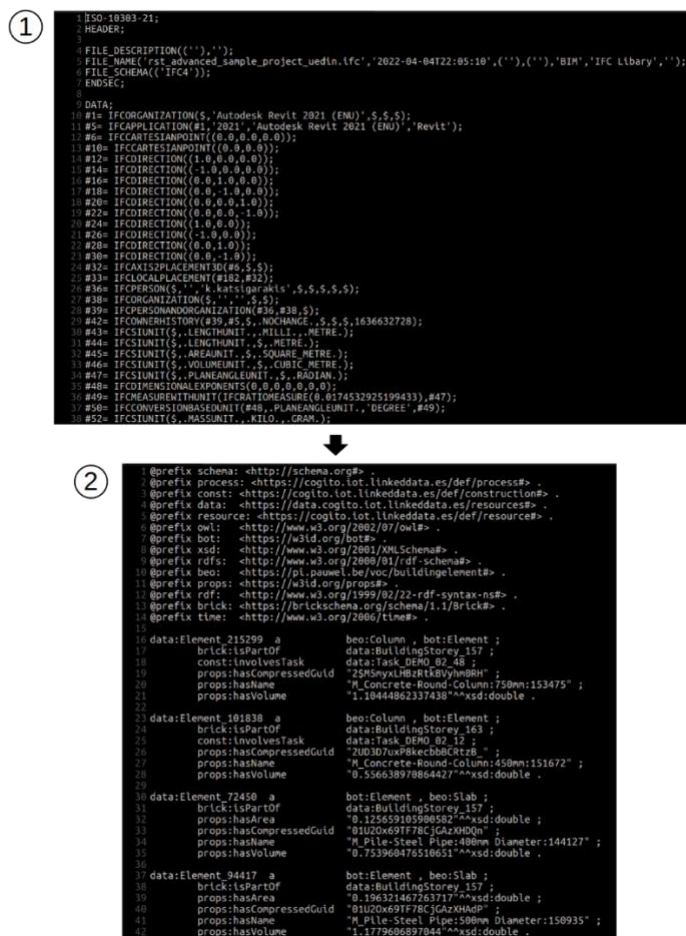 1
1 ISO-10303-21;
2 HEADER;
3
4 FILE_DESCRIPTION((''),'');
5 FILE_NAME('rst_advanced_sample_project_uedin.ifc','2022-04-04T22:05:10',(''),(''),'BIM','IFC Libary','');
6 FILE_SCHEMA(('IFC4'));
7 ENDSEC;
8
9 DATA;
10 #1= IFCORGANIZATION($,'Autodesk Revit 2021 (ENU)',$,$,$);
11 #5= IFCAPPLICATION(#1,'2021','Autodesk Revit 2021 (ENU)','Revit');
12 #6= IFCCARTESIANPOINT((0.0,0.0,0.0));
13 #10= IFCCARTESIANPOINT((0.0,0.0));
14 #12= IFCDIRECTION((1.0,0.0,0.0));
15 #14= IFCDIRECTION((-1.0,0.0,0.0));
16 #16= IFCDIRECTION((0.0,1.0,0.0));
17 #18= IFCDIRECTION((0.0,-1.0,0.0));
18 #20= IFCDIRECTION((0.0,0.0,1.0));
19 #22= IFCDIRECTION((0.0,0.0,-1.0));
20 #24= IFCDIRECTION((1.0,0.0));
21 #26= IFCDIRECTION((-1.0,0.0));
22 #28= IFCDIRECTION((0.0,1.0));
23 #30= IFCDIRECTION((0.0,-1.0));
24 #32= IFCAXIS2PLACEMENT3D(#6,$,$);
25 #33= IFCLOCALPLACEMENT(#182,#32);
26 #36= IFCPERSON($,'','k.katsigarakis',$,$,$,$,$);
27 #38= IFCORGANIZATION($,'','',$,$);
28 #39= IFCPERSONANDORGANIZATION(#36,#38,$);
29 #42= IFCOWNERHISTORY(#39,#5,$,.NOCHANGE.,$,$,$,1636632728);
30 #43= IFCSIUNIT($,.LENGTHUNIT.,.MILLI.,.METRE.);
31 #44= IFCSIUNIT($,.LENGTHUNIT.,$,.METRE.);
32 #45= IFCSIUNIT($,.AREAUNIT.,$,.SQUARE_METRE.);
33 #46= IFCSIUNIT($,.VOLUMEUNIT.,$,.CUBIC_METRE.);
34 #47= IFCSIUNIT($,.PLANEANGLEUNIT.,$,.RADIAN.);
35 #48= IFCDIMENSIONALEXPONENTS(0,0,0,0,0,0,0);
36 #49= IFCMEASUREWITHUNIT(IFCRATIOMEASURE(0.0174532925199433),#47);
37 #50= IFCCONVERSIONBASEDUNIT(#48,.PLANEANGLEUNIT.,'DEGREE',#49);
38 #52= IFCSIUNIT($,.MASSUNIT.,.KILO.,.GRAM.);
2
1 @prefix schema: <http://schema.org#> .
2 @prefix process: <https://cogito.iot.linkeddata.es/def/process#> .
3 @prefix const: <https://cogito.iot.linkeddata.es/def/construction#> .
4 @prefix data: <https://data.cogito.iot.linkeddata.es/resources#> .
5 @prefix resource: <https://cogito.iot.linkeddata.es/def/resource#> .
6 @prefix owl: <http://www.w3.org/2002/07/owl#> .
7 @prefix bot: <https://w3id.org/bot#> .
8 @prefix xsd: <http://www.w3.org/2001/XMLSchema#> .
9 @prefix rdfs: <http://www.w3.org/2000/01/rdf-schema#> .
10 @prefix beo: <https://pi.pauwel.be/voc/buildingelement#> .
11 @prefix props: <https://w3id.org/props#> .
12 @prefix rdf: <http://www.w3.org/1999/02/22-rdf-syntax-ns#> .
13 @prefix brick: <https://brickschema.org/schema/1.1/Brick#> .
14 @prefix time: <http://www.w3.org/2006/time#> .
15
16 data:Element_215299 a beo:Column , bot:Element ;
17 brick:isPartOf data:BuildingStorey_157 ;
18 const:involvesTask data:Task_DEMO_02_48 ;
19 props:hasCompressedGuid "2$M5myxLHBzRtkBVyhm0RH" ;
20 props:hasName "M_Concrete-Round-Column:750mm:153475" ;
21 props:hasVolume "1.10444862337438"^^xsd:double .
22
23 data:Element_101838 a beo:Column , bot:Element ;
24 brick:isPartOf data:BuildingStorey_163 ;
25 const:involvesTask data:Task_DEMO_02_12 ;
26 props:hasCompressedGuid "2UD3D7uxP8kecbbBCRtzB_" ;
27 props:hasName "M_Concrete-Round-Column:450mm:151672" ;
28 props:hasVolume "0.556638970864427"^^xsd:double .
29
30 data:Element_72450 a bot:Element , beo:Slab ;
31 brick:isPartOf data:BuildingStorey_157 ;
32 props:hasArea "0.125659105900582"^^xsd:double ;
33 props:hasCompressedGuid "01U2Ox69TF78CjGAzXHDQn" ;
34 props:hasName "M_Pile-Steel Pipe:400mm Diameter:144127" ;
35 props:hasVolume "0.753960476510651"^^xsd:double .
36
37 data:Element_94417 a bot:Element , beo:Slab ;
38 brick:isPartOf data:BuildingStorey_157 ;
39 props:hasArea "0.196321467263717"^^xsd:double ;
40 props:hasCompressedGuid "01U2Ox69TF78CjGAzXHAdP" ;
41 props:hasName "M_Pile-Steel Pipe:500mm Diameter:150935" ;
42 props:hasVolume "1.1779606897044"^^xsd:double .